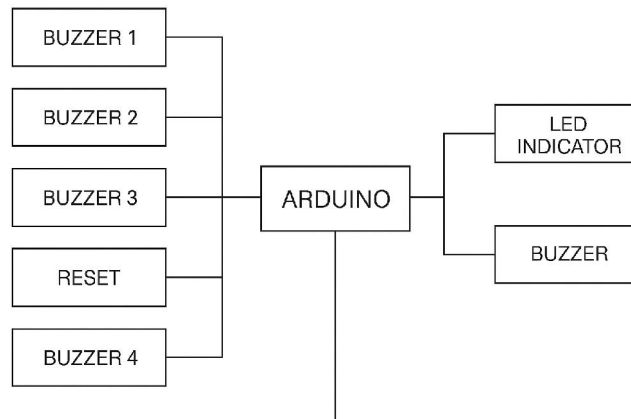 BUZZER 1
BUZZER 2
BUZZER 3
RESET
BUZZER 4
ARDUINO
LED
INDICATOR
BUZZER